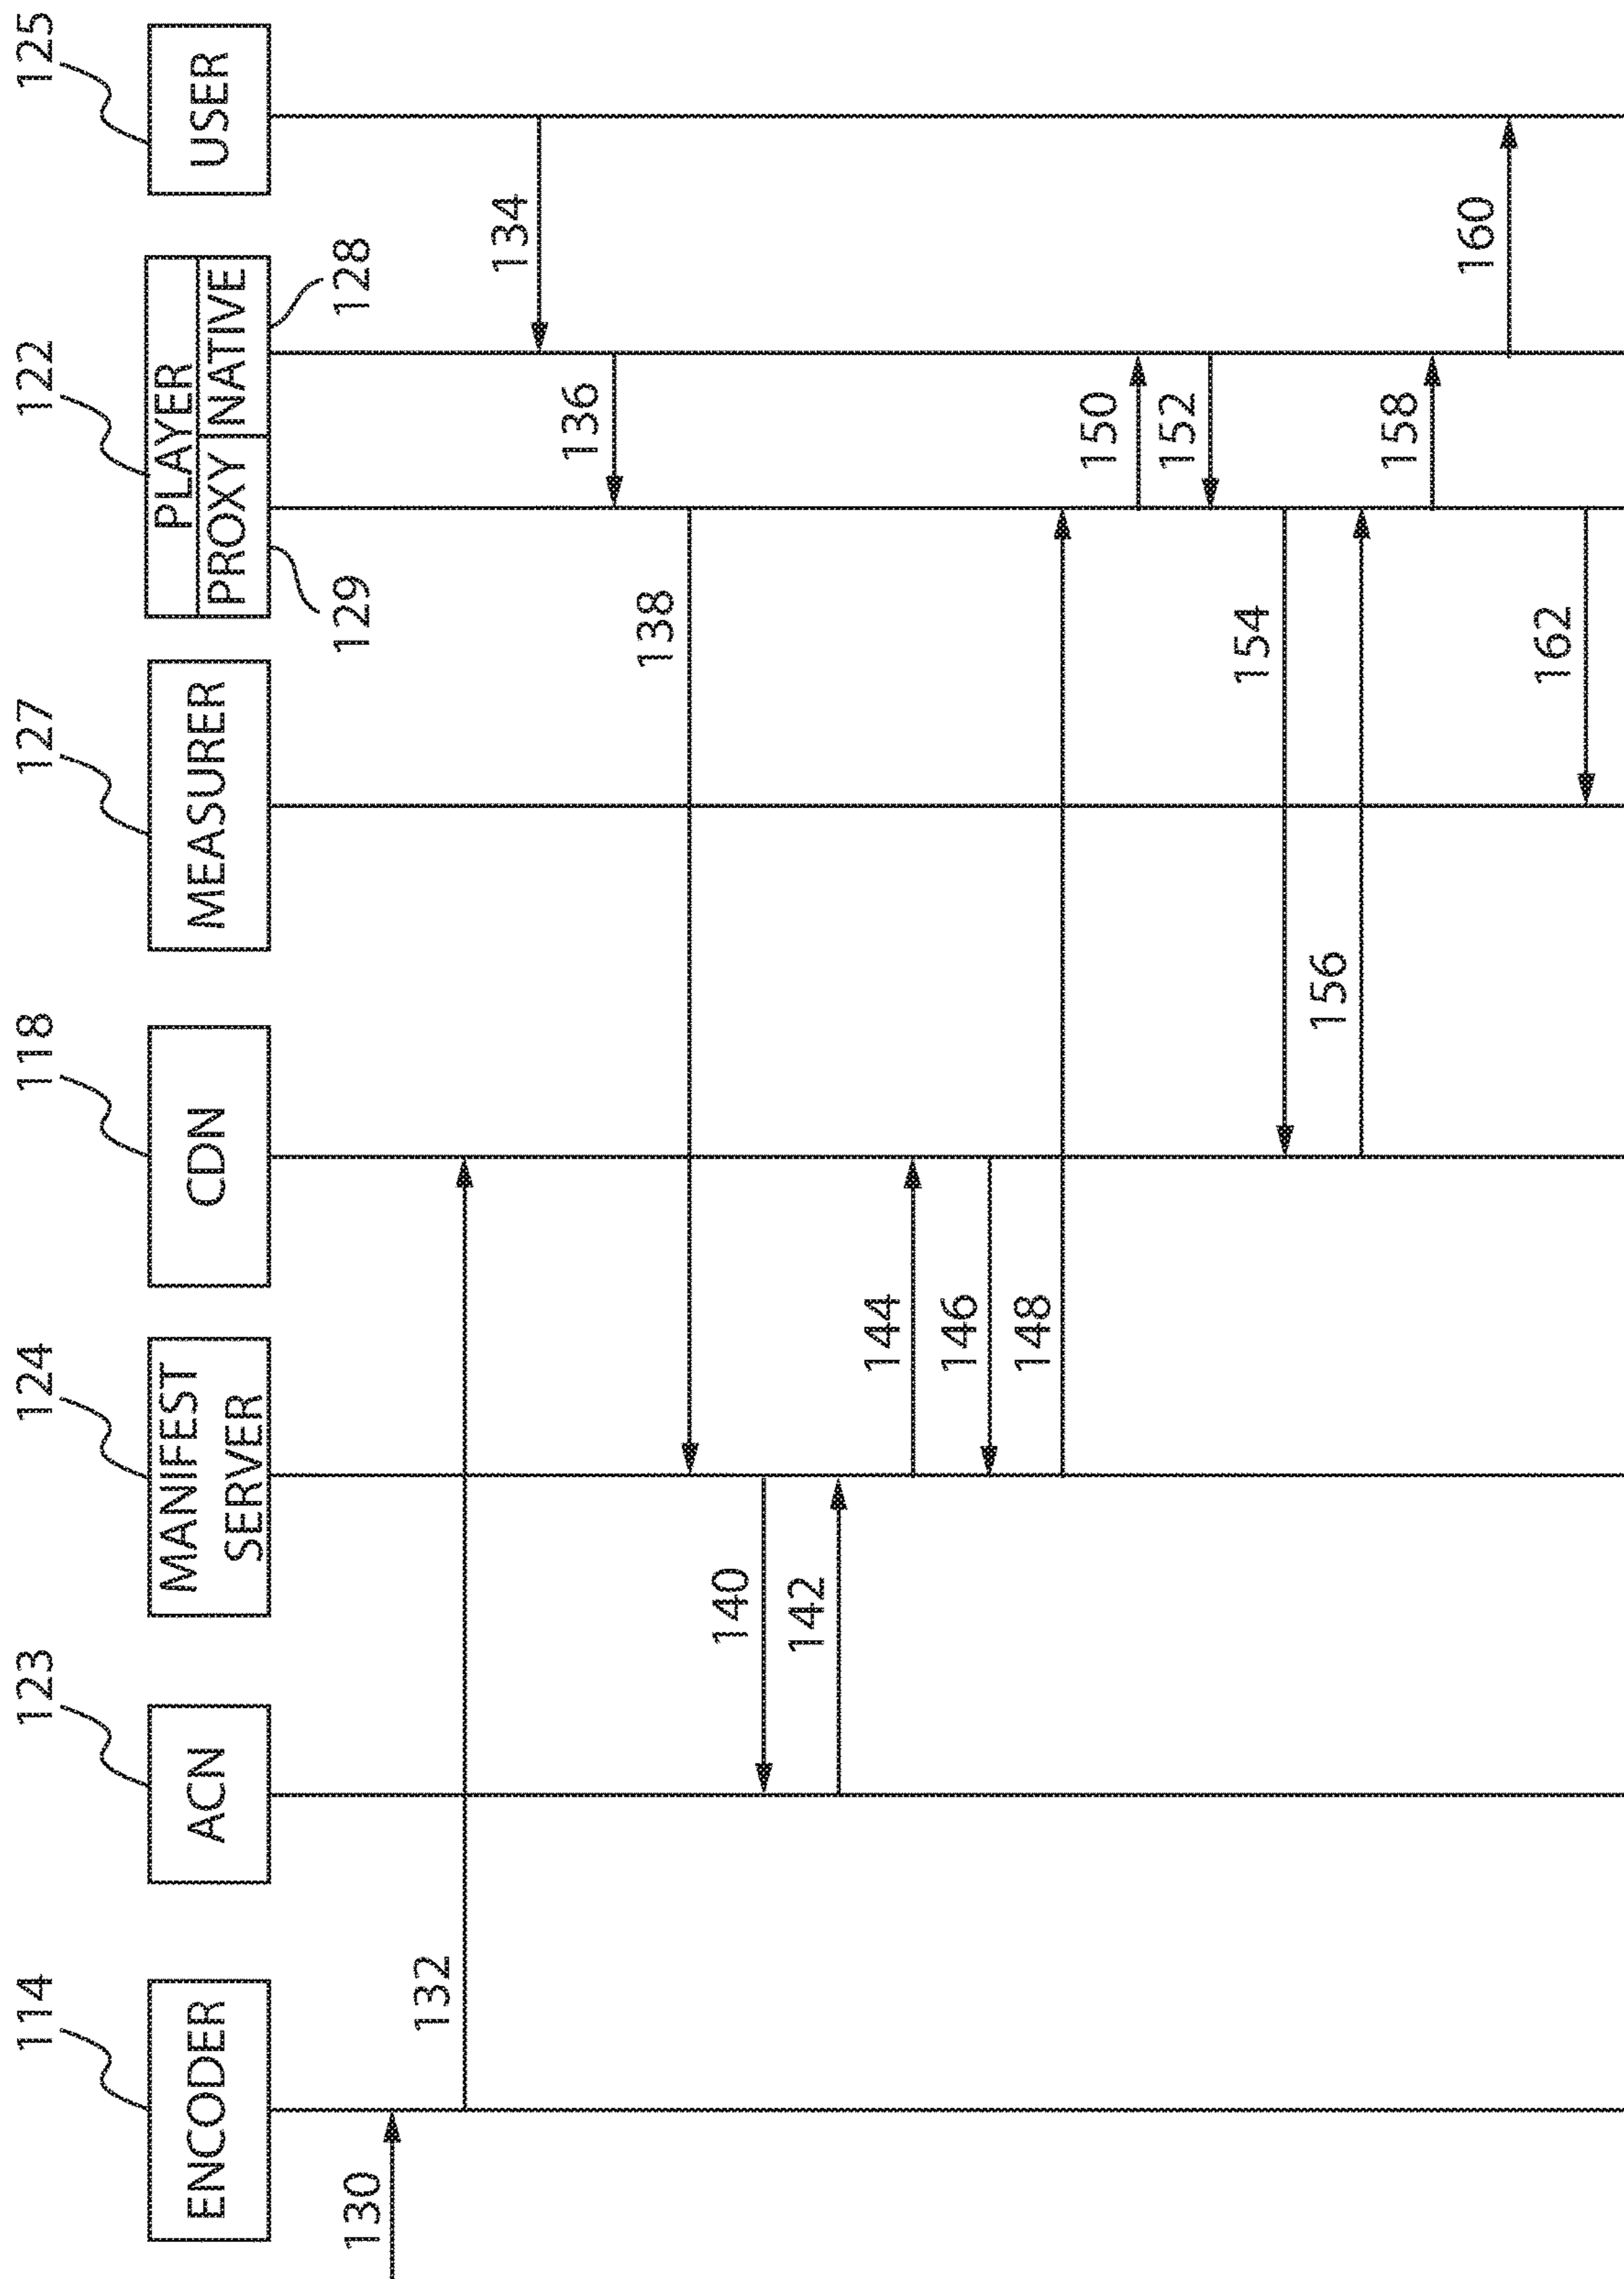 114
123
124
118
127
122
125
ENCODER
ACN
MANIFEST
SERVER
CDN
MEASURER
PLAYER
PROXY
NATIVE
USER
129
128
130
132
134
136
138
140
142
144
146
148
150
152
154
156
158
160
162